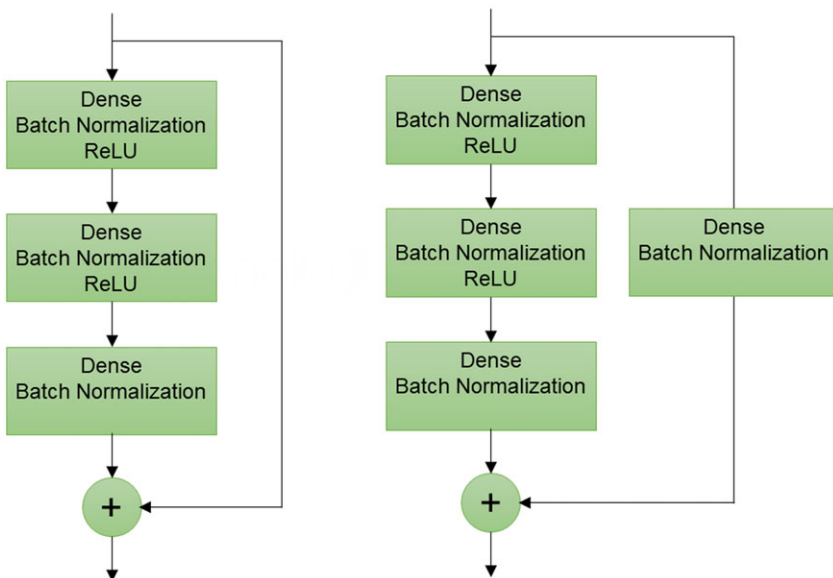 Dense
Batch Normalization
ReLU
Dense
Batch Normalization
ReLU
Dense
Batch Normalization
+
Dense
Batch Normalization
ReLU
Dense
Batch Normalization
ReLU
Dense
Batch Normalization
Dense
Batch Normalization
+